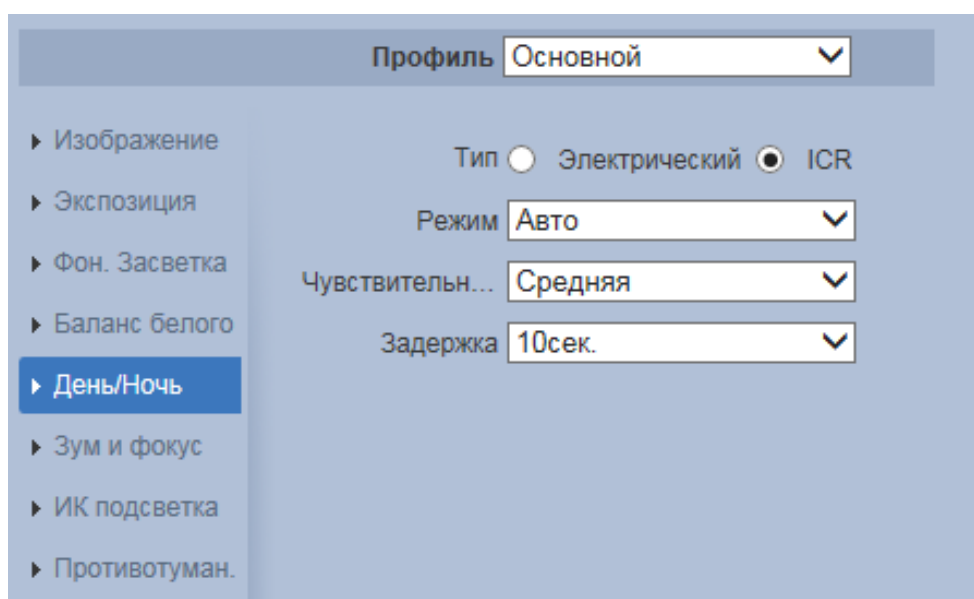 Профиль Основной
Изображение
Экспозиция
Фон. Засветка
Баланс белого
День/Ночь
Зум и фокус
ИК подсветка
Противотуман.
Тип Электрический ICR
Режим Авто
Чувствительн... Средняя
Задержка 10сек.